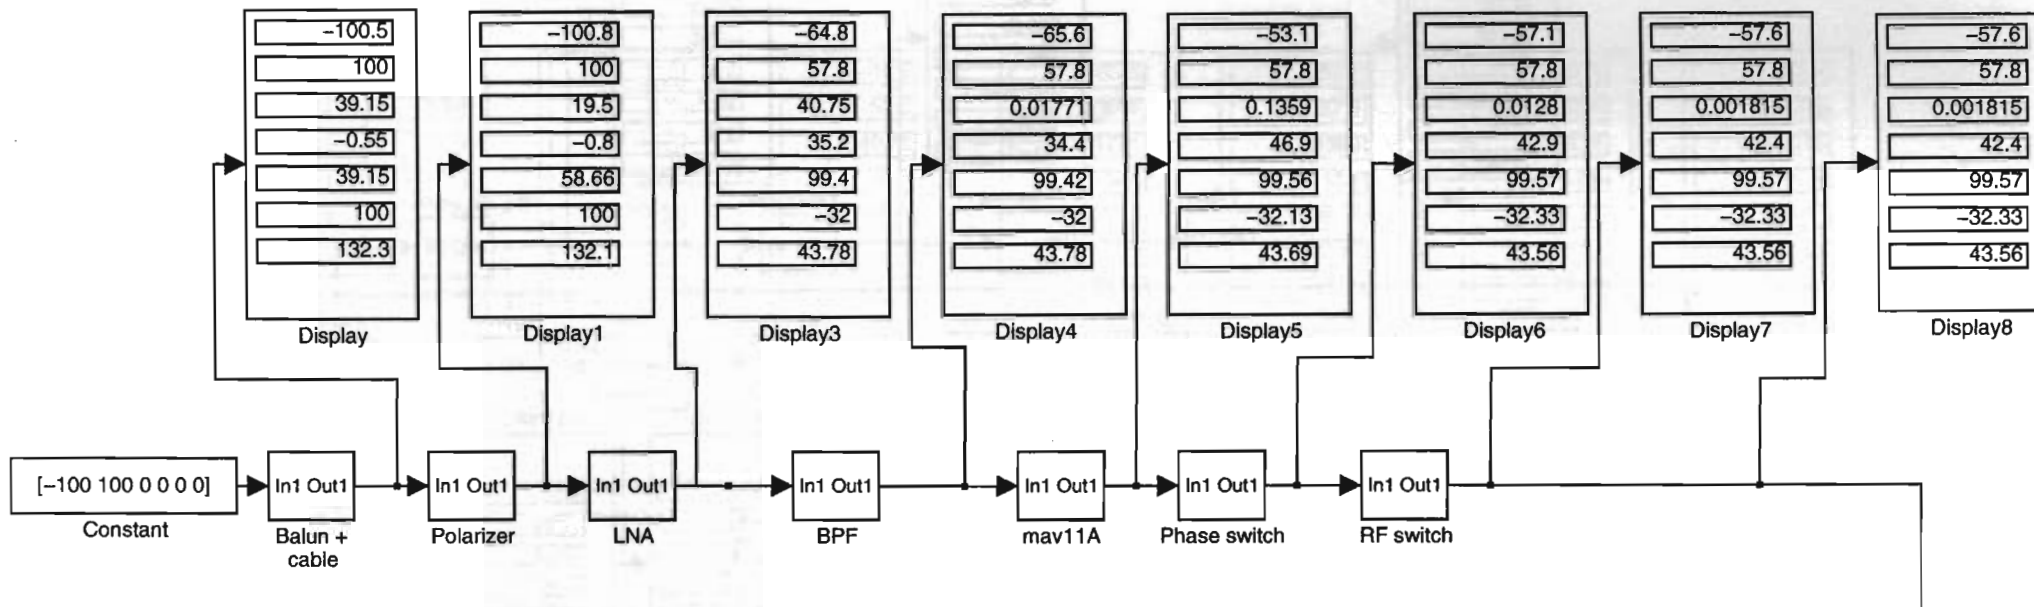 -100.5
100
39.15
-0.55
39.15
100
132.3
Display
-100.8
100
19.5
-0.8
58.66
100
132.1
Display1
-64.8
57.8
40.75
35.2
99.4
-32
43.78
Display3
-65.6
57.8
0.01771
34.4
99.42
-32
43.78
Display4
-53.1
57.8
0.1359
46.9
99.56
-32.13
43.69
Display5
-57.1
57.8
0.0128
42.9
99.57
-32.33
43.56
Display6
-57.6
57.8
0.001815
42.4
99.57
-32.33
43.56
Display7
-57.6
57.8
0.001815
42.4
99.57
-32.33
43.56
Display8
[-100 100 0 0 0 0]
Constant
In1 Out1
Balun +
cable
In1 Out1
Polarizer
In1 Out1
LNA
In1 Out1
BPF
In1 Out1
mav11A
In1 Out1
Phase switch
In1 Out1
RF switch